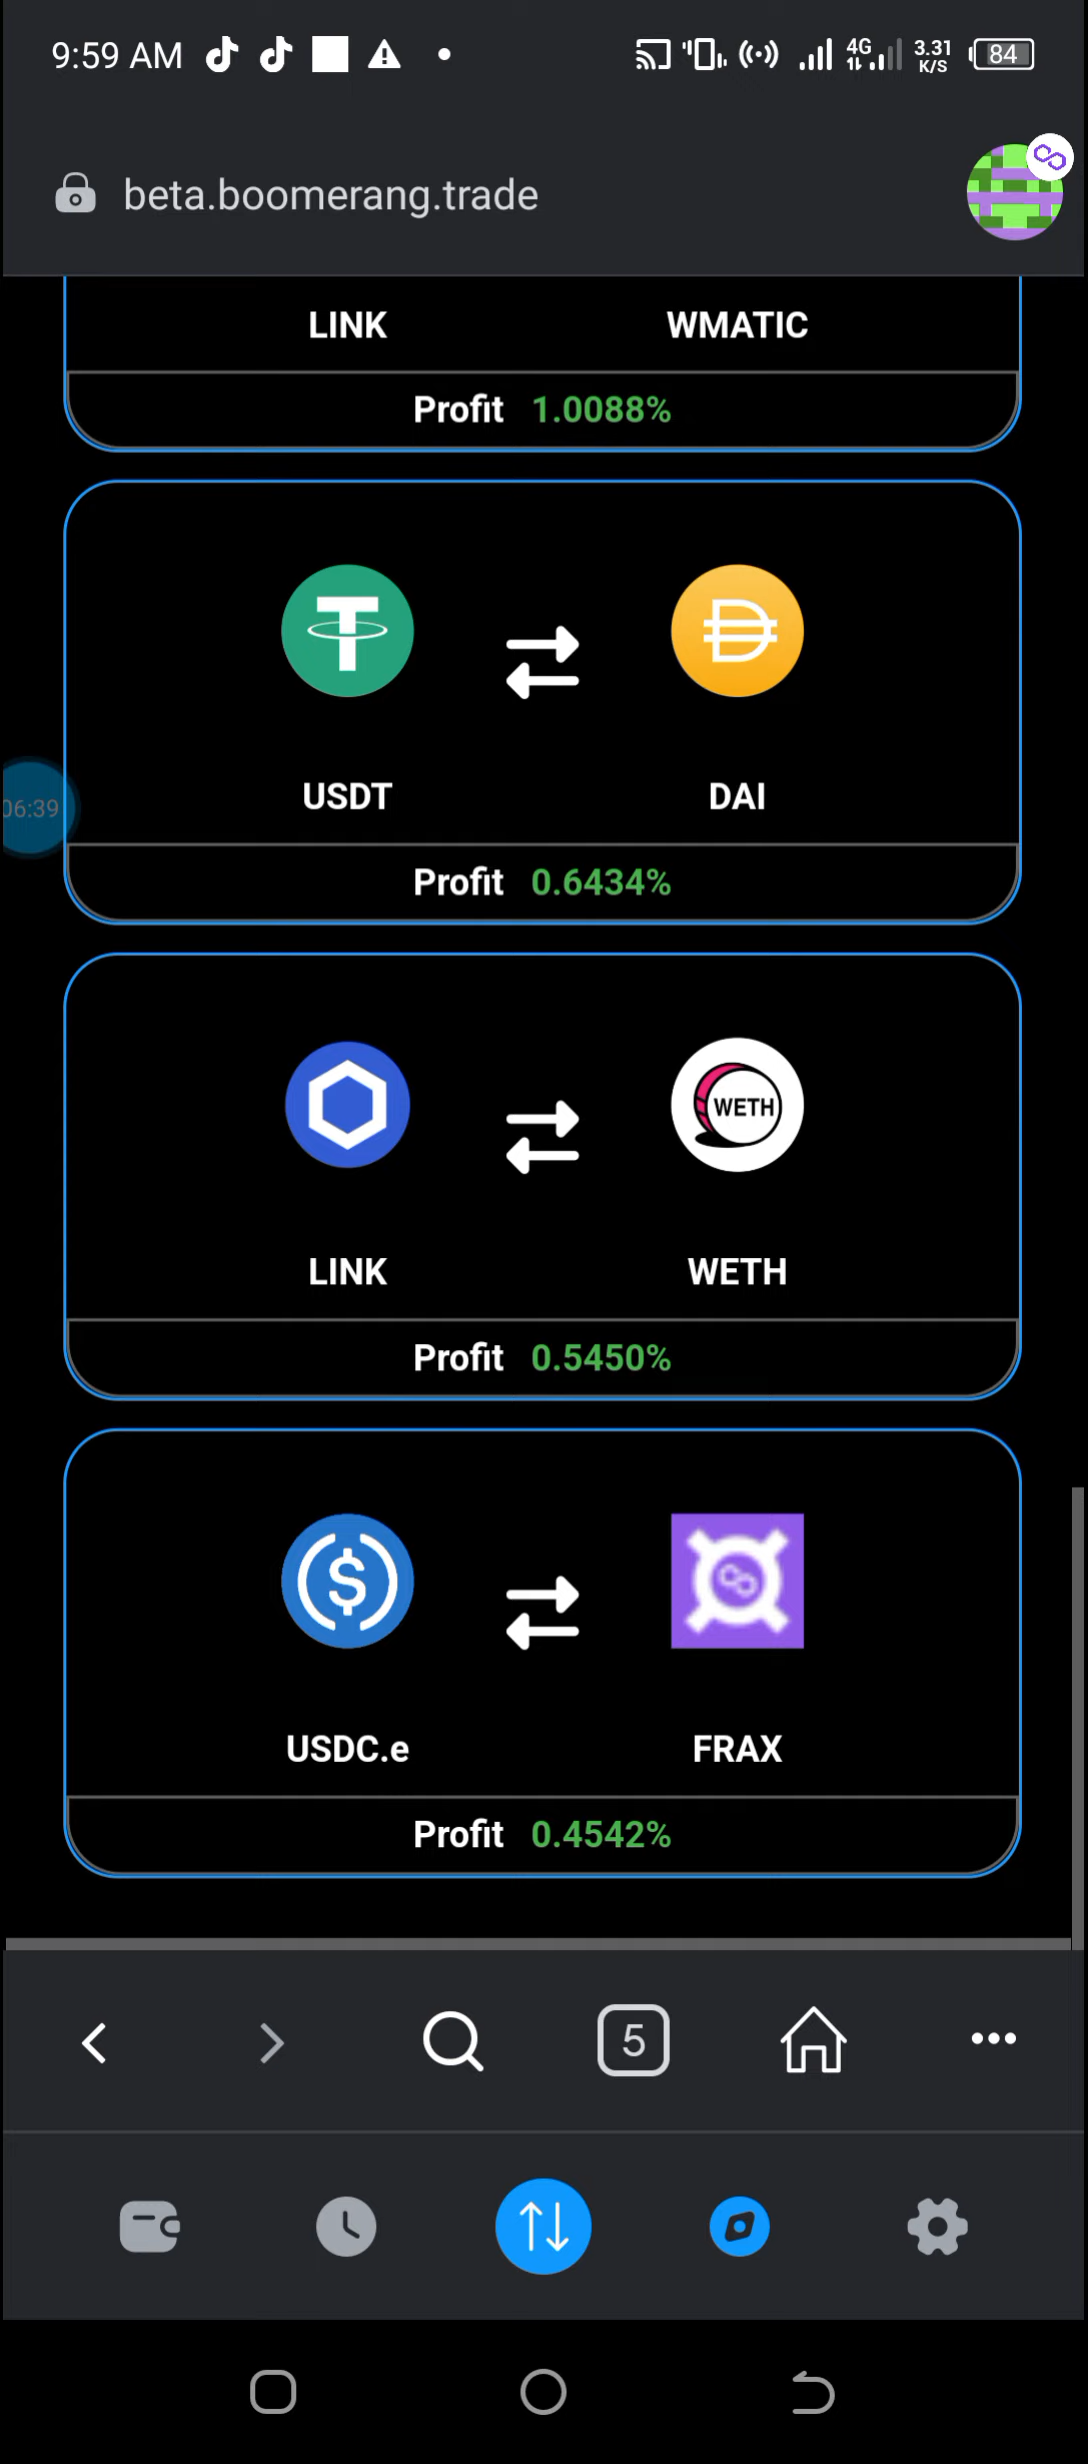 9:59 AM 4G 3.31 K/S 84
beta.boomerang.trade
LINK WMATIC
Profit 1.0088%
USDT DAI
06:39
Profit 0.6434%
WETH
LINK WETH
Profit 0.5450%
USDC.e FRAX
Profit 0.4542%
5